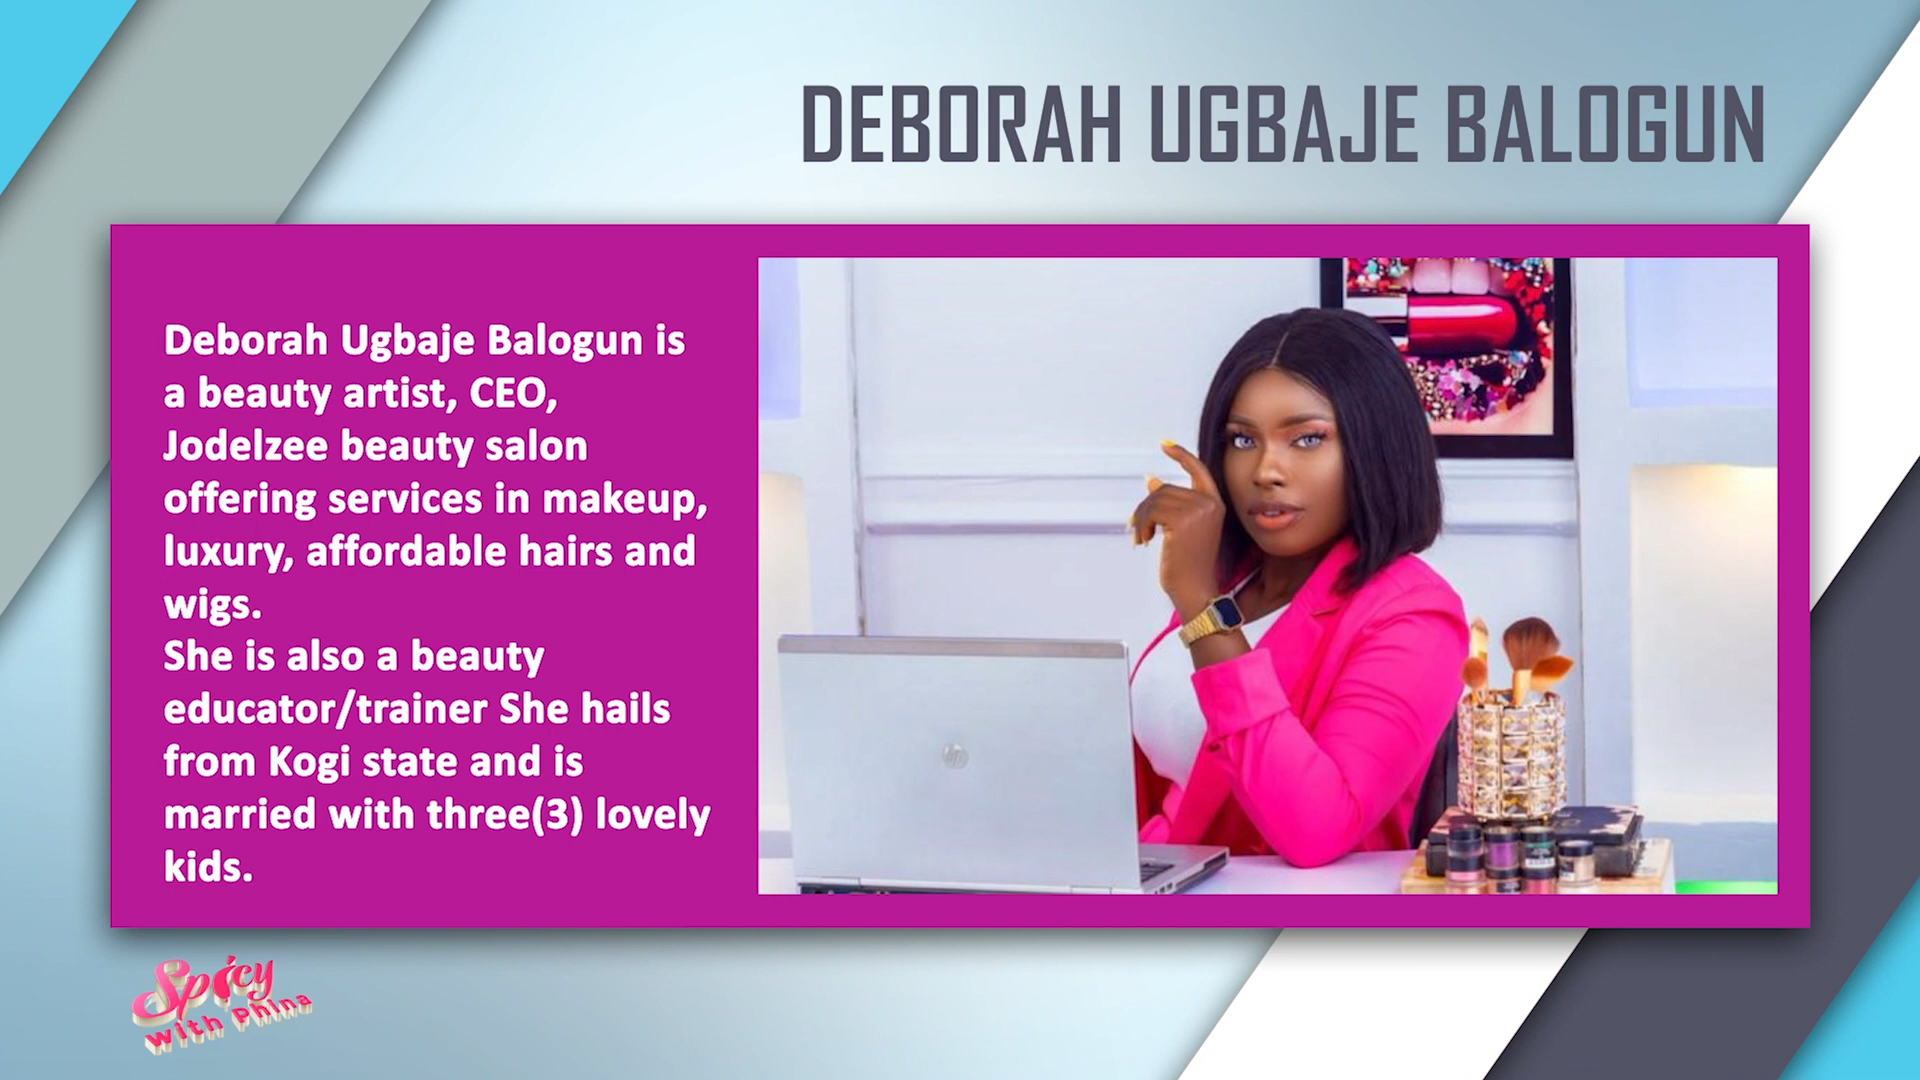 DEBORAH UGBAJE BALOGUN
Deborah Ugbaje Balogun is
a beauty artist, CEO,
Jodelzee beauty salon
offering services in makeup,
luxury, affordable hairs and
wigs.
She is also a beauty
educator/trainer She hails
from Kogi state and is
married with three(3) lovely
kids.
hp
Spicy
with Phina